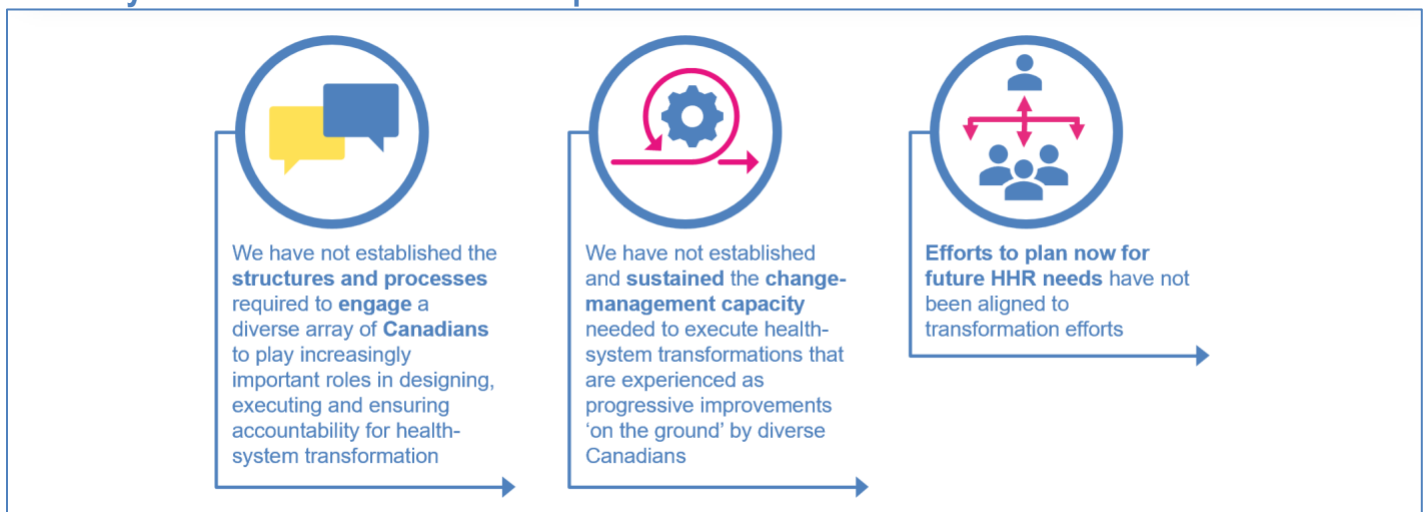 We have not established the
structures and processes
required to engage a
diverse array of Canadians
to play increasingly
important roles in designing,
executing and ensuring
accountability for health-
system transformation
We have not established
and sustained the change-
management capacity
needed to execute health-
system transformations that
are experienced as
progressive improvements
‘on the ground’ by diverse
Canadians
Efforts to plan now for
future HHR needs have not
been aligned to
transformation efforts